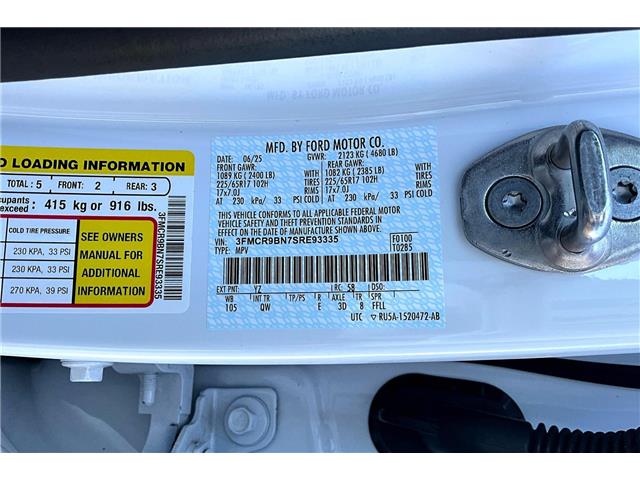 D LOADING INFORMATION
TOTAL: 5 FRONT: 2 REAR: 3
upants
exceed: 415 kg or 916 lbs.
COLD TIRE PRESSURE
230 KPA, 33 PSI
230 KPA, 33 PSI
270 KPA, 39 PSI
SEE OWNERS
MANUAL FOR
ADDITIONAL
INFORMATION
3FMCR9BN7SRE93335
MFD. BY FORD MOTOR CO.
DATE: 06/25 GVWR: 2123 KG ( 4680 LB)
FRONT GAWR: REAR GAWR:
1089 KG ( 2400 LB) 1082 KG ( 2385 LB)
225/65R17 102H TIRES 225/65R17 102H TIRES
17x7.0J RIMS 17x7.0J RIMS
AT 230 kPa/ 33 PSI COLD AT 230 kPa/ 33 PSI COLD
THIS VEHICLE CONFORMS TO ALL APPLICABLE FEDERAL MOTOR
VEHICLE SAFETY AND BUMPER STANDARDS AND THEFT PREVENTION
STANDARDS IN EFFECT ON THE DATE OF MANUFACTURE SHOWN ABOVE.
VIN: 3FMCR9BN7SRE93335
TYPE: MPV
F0100
T0285
EXT PNT: YZ RC: 58 DSO:
WB INT TR TP/PS R AXLE TR SPR
105 QW E 3D 8 FFLL
UTC RU5A-1520472-AB